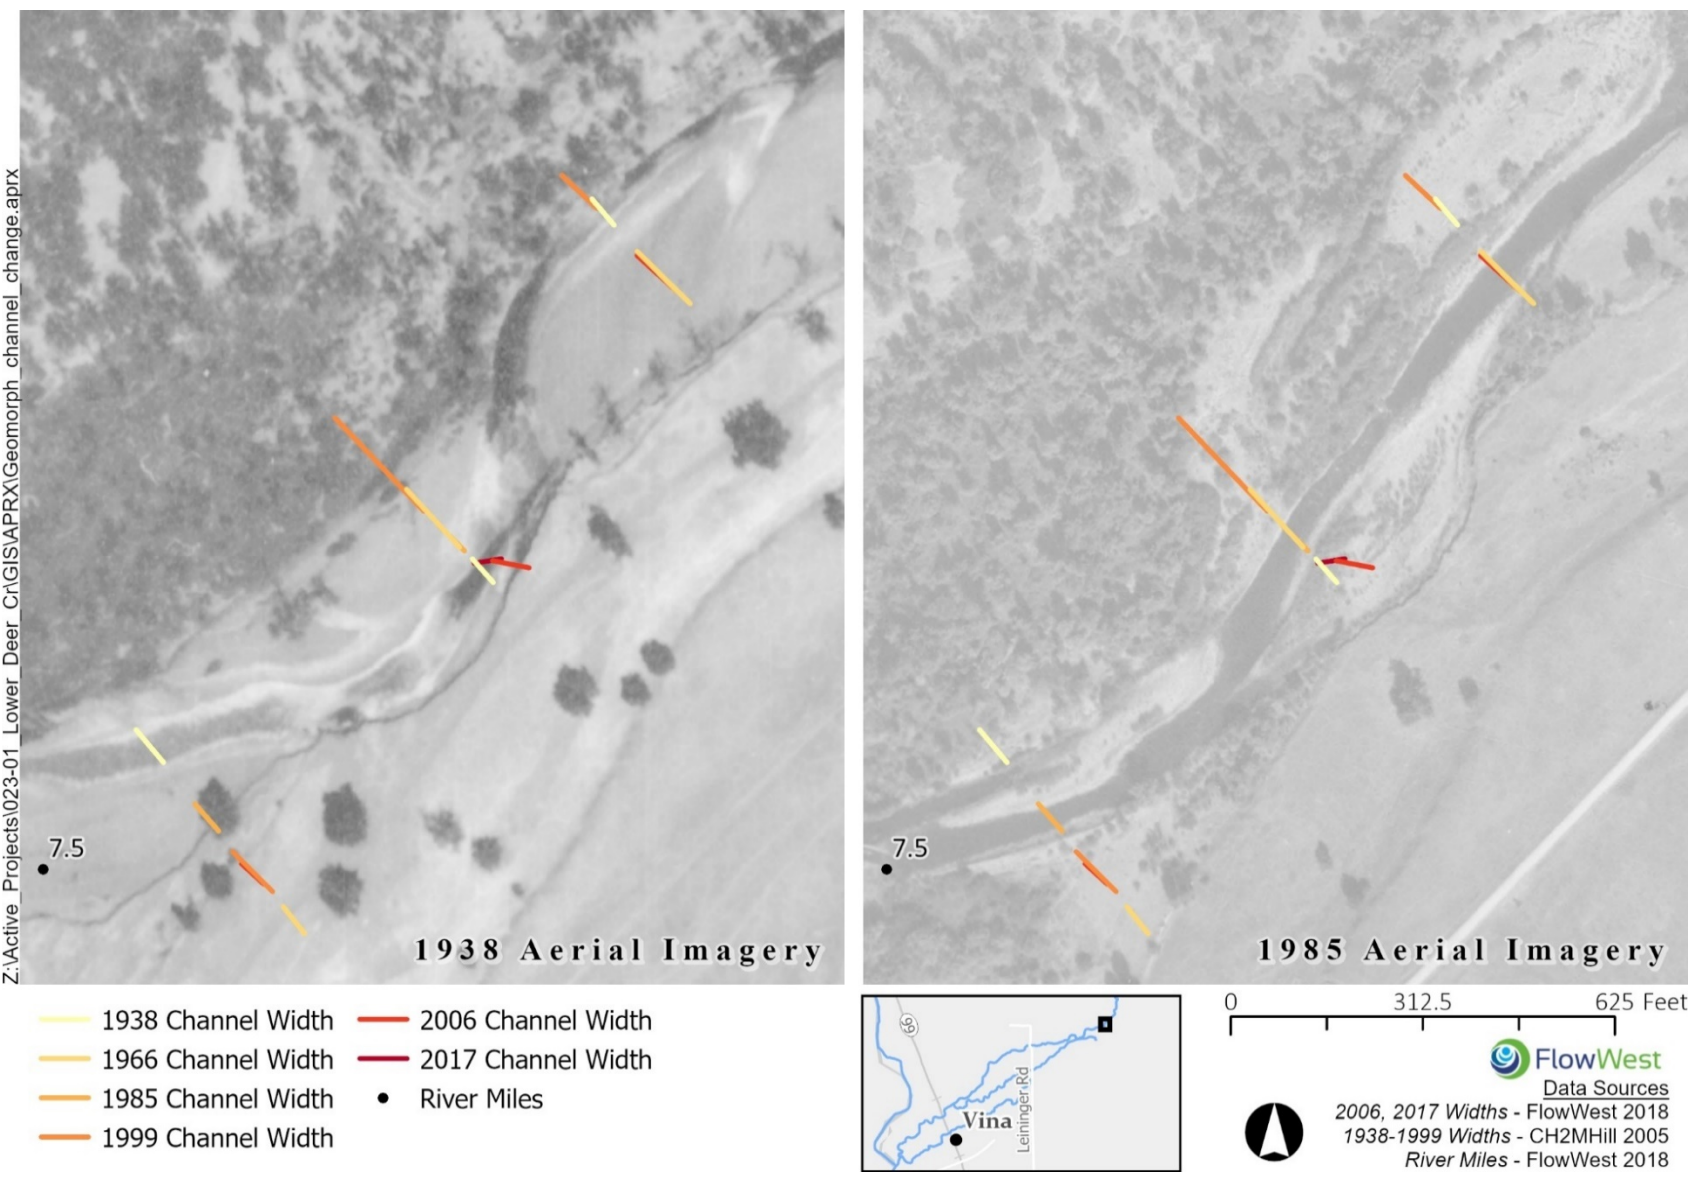 Z:\Active_Projects\023-01_Lower_Deer_Cr\GIS\APRX\Geomorph_channel_change.aprx
7.5
1938 Aerial Imagery
7.5
1985 Aerial Imagery
1938 Channel Width
1966 Channel Width
1985 Channel Width
1999 Channel Width
2006 Channel Width
2017 Channel Width
River Miles
99
Leininger Rd
Vina
0 312.5 625 Feet
FlowWest
Data Sources
2006, 2017 Widths - FlowWest 2018
1938-1999 Widths - CH2MHill 2005
River Miles - FlowWest 2018